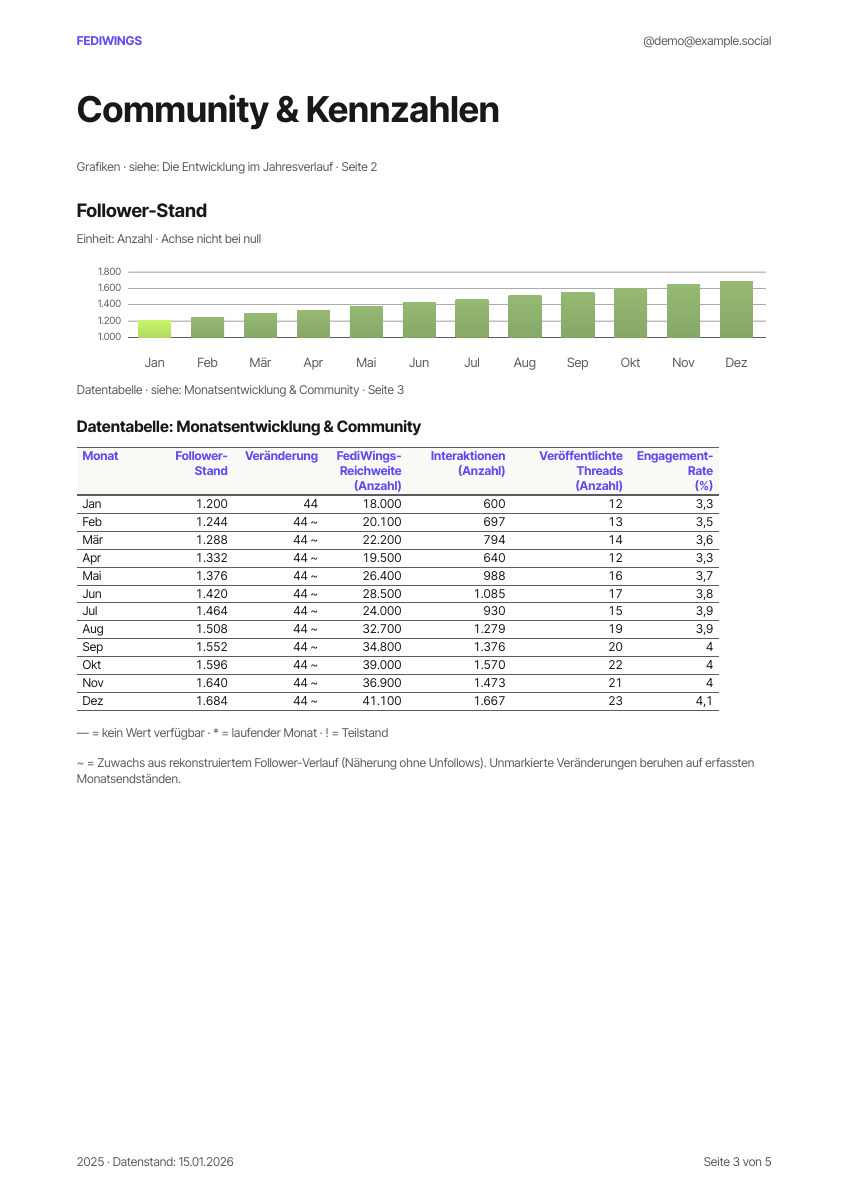 FEDIWINGS @demo@example.social
Community & Kennzahlen
Grafiken · siehe: Die Entwicklung im Jahresverlauf · Seite 2
Follower-Stand
Einheit: Anzahl · Achse nicht bei null
1.800
1.600
1.400
1.200
1.000
Jan Feb Mär Apr Mai Jun Jul Aug Sep Okt Nov Dez
Datentabelle · siehe: Monatsentwicklung & Community · Seite 3
Datentabelle: Monatsentwicklung & Community
Monat Follower- Veränderung FediWings- Interaktionen Veröffentlichte Engagement-
Stand Reichweite (Anzahl) Threads Rate
(Anzahl) (Anzahl) (%)
Jan 1.200 44 18.000 600 12 3,3
Feb 1.244 44 ~ 20.100 697 13 3,5
Mär 1.288 44 ~ 22.200 794 14 3,6
Apr 1.332 44 ~ 19.500 640 12 3,3
Mai 1.376 44 ~ 26.400 988 16 3,7
Jun 1.420 44 ~ 28.500 1.085 17 3,8
Jul 1.464 44 ~ 24.000 930 15 3,9
Aug 1.508 44 ~ 32.700 1.279 19 3,9
Sep 1.552 44 ~ 34.800 1.376 20 4
Okt 1.596 44 ~ 39.000 1.570 22 4
Nov 1.640 44 ~ 36.900 1.473 21 4
Dez 1.684 44 ~ 41.100 1.667 23 4,1
— = kein Wert verfügbar · * = laufender Monat · ! = Teilstand
~ = Zuwachs aus rekonstruiertem Follower-Verlauf (Näherung ohne Unfollows). Unmarkierte Veränderungen beruhen auf erfassten
Monatsendständen.
2025 · Datenstand: 15.01.2026 Seite 3 von 5